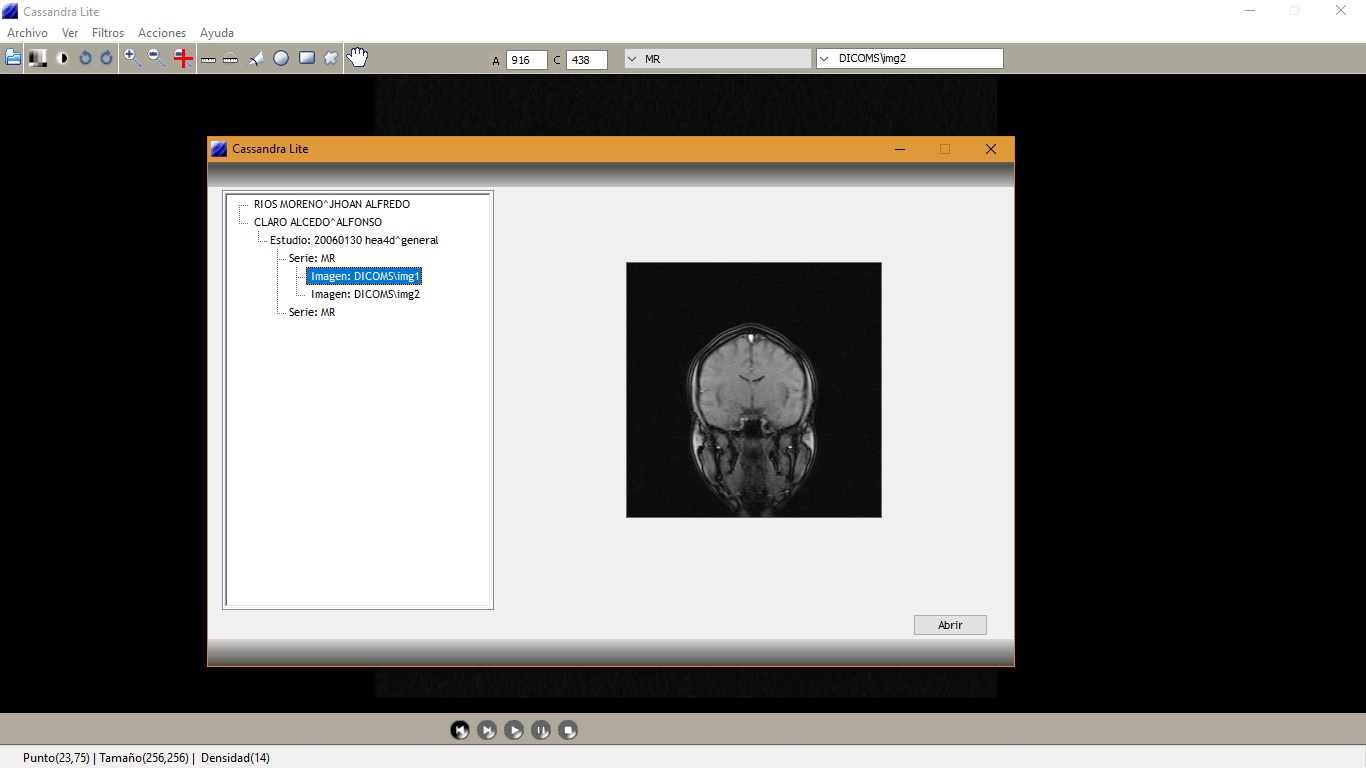 Cassandra Lite
Archivo Ver Filtros Acciones Ayuda
A 916 C 438 MR DICOMS\img2
Cassandra Lite
RIOS MORENO^JHOAN ALFREDO
CLARO ALCEDO^ALFONSO
Estudio: 20060130 hea4d^general
Serie: MR
Imagen: DICOMS\img1
Imagen: DICOMS\img2
Serie: MR
Abrir
Punto(23,75) | Tamaño(256,256) | Densidad(14)